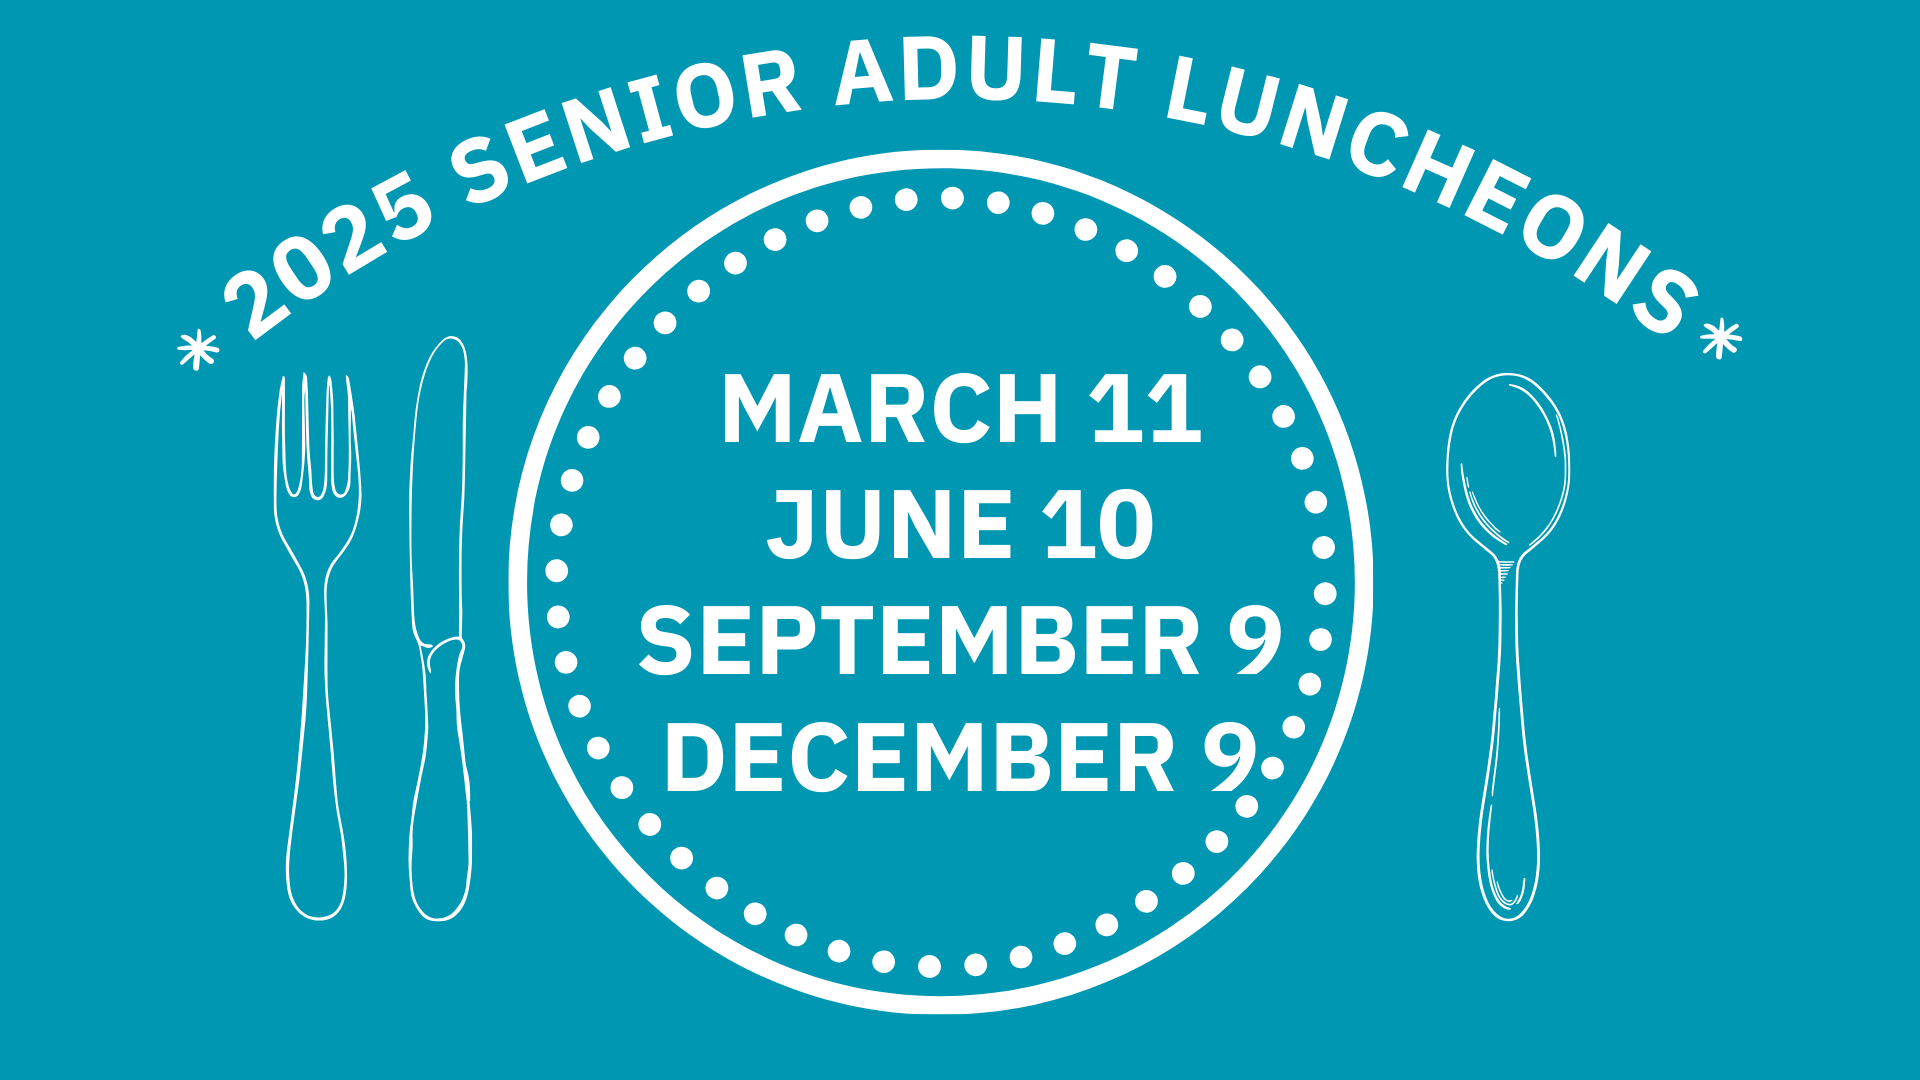 2025 SENIOR ADULT LUNCHEONS
MARCH 11
JUNE 10
SEPTEMBER 9
DECEMBER 9